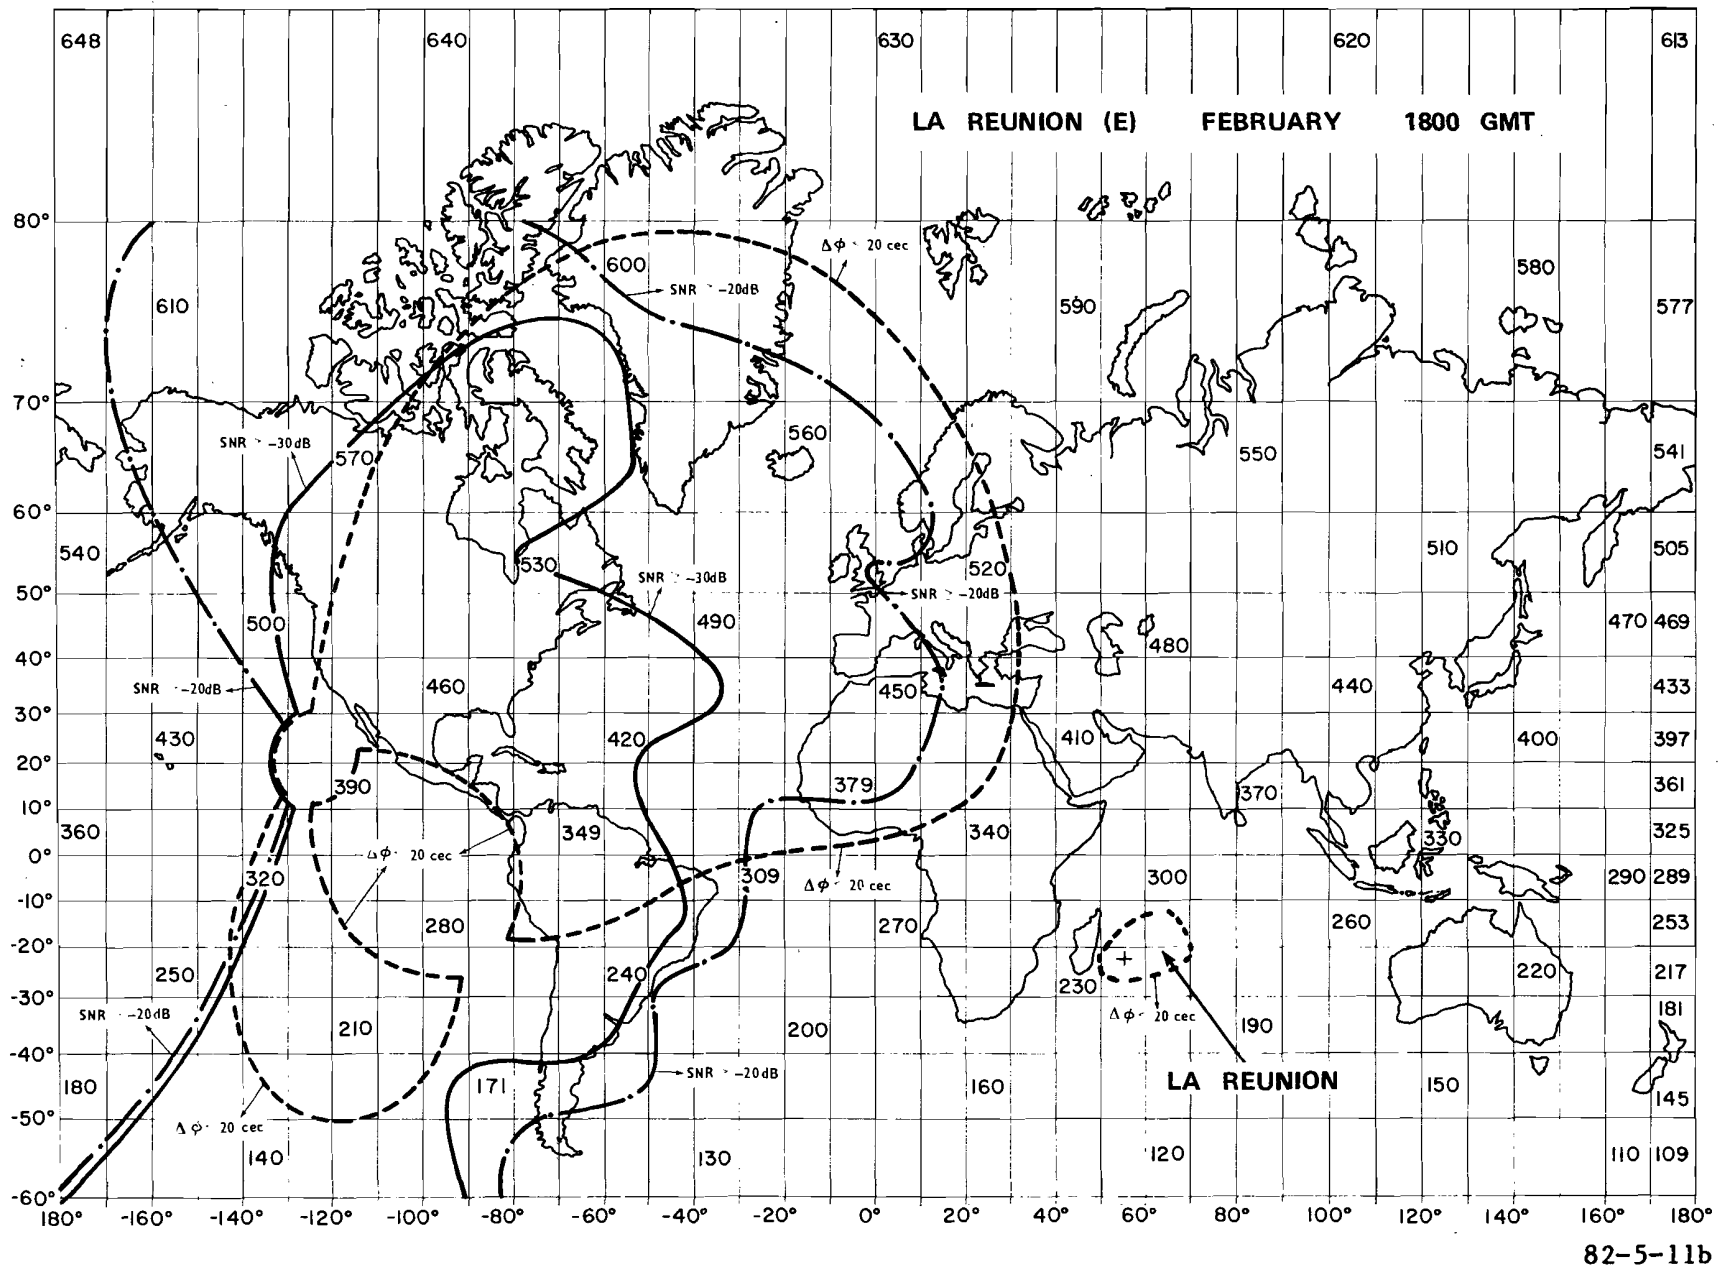 648 640 630 620 613
LA REUNION (E) FEBRUARY 1800 GMT
80°
Δφ ~ 20 cec
600
580
SNR > -20dB
610 590 577
70°
SNR > -30dB
570 560 550 541
60°
540 530 510 505
520
SNR > -30dB
SNR > -20dB
50°
500 490 470 469
480
40°
SNR > -20dB
460 450 440 433
30°
430 420 410 400 397
20°
390 379 370 361
10°
360 349 340 330 325
Δφ ~ 20 cec
0°
320 309 300 290 289
Δφ ~ 20 cec
-10°
280 270 260 253
-20°
250 240 230 220 217
-30°
181
SNR > -20dB
Δφ ~ 20 cec
210 200 190
-40°
SNR > -20dB
LA REUNION
180 171 160 150 145
-50°
Δφ ~ 20 cec
140 130 120 110 109
-60°
180° -160° -140° -120° -100° -80° -60° -40° -20° 0° 20° 40° 60° 80° 100° 120° 140° 160° 180°
82-5-11b